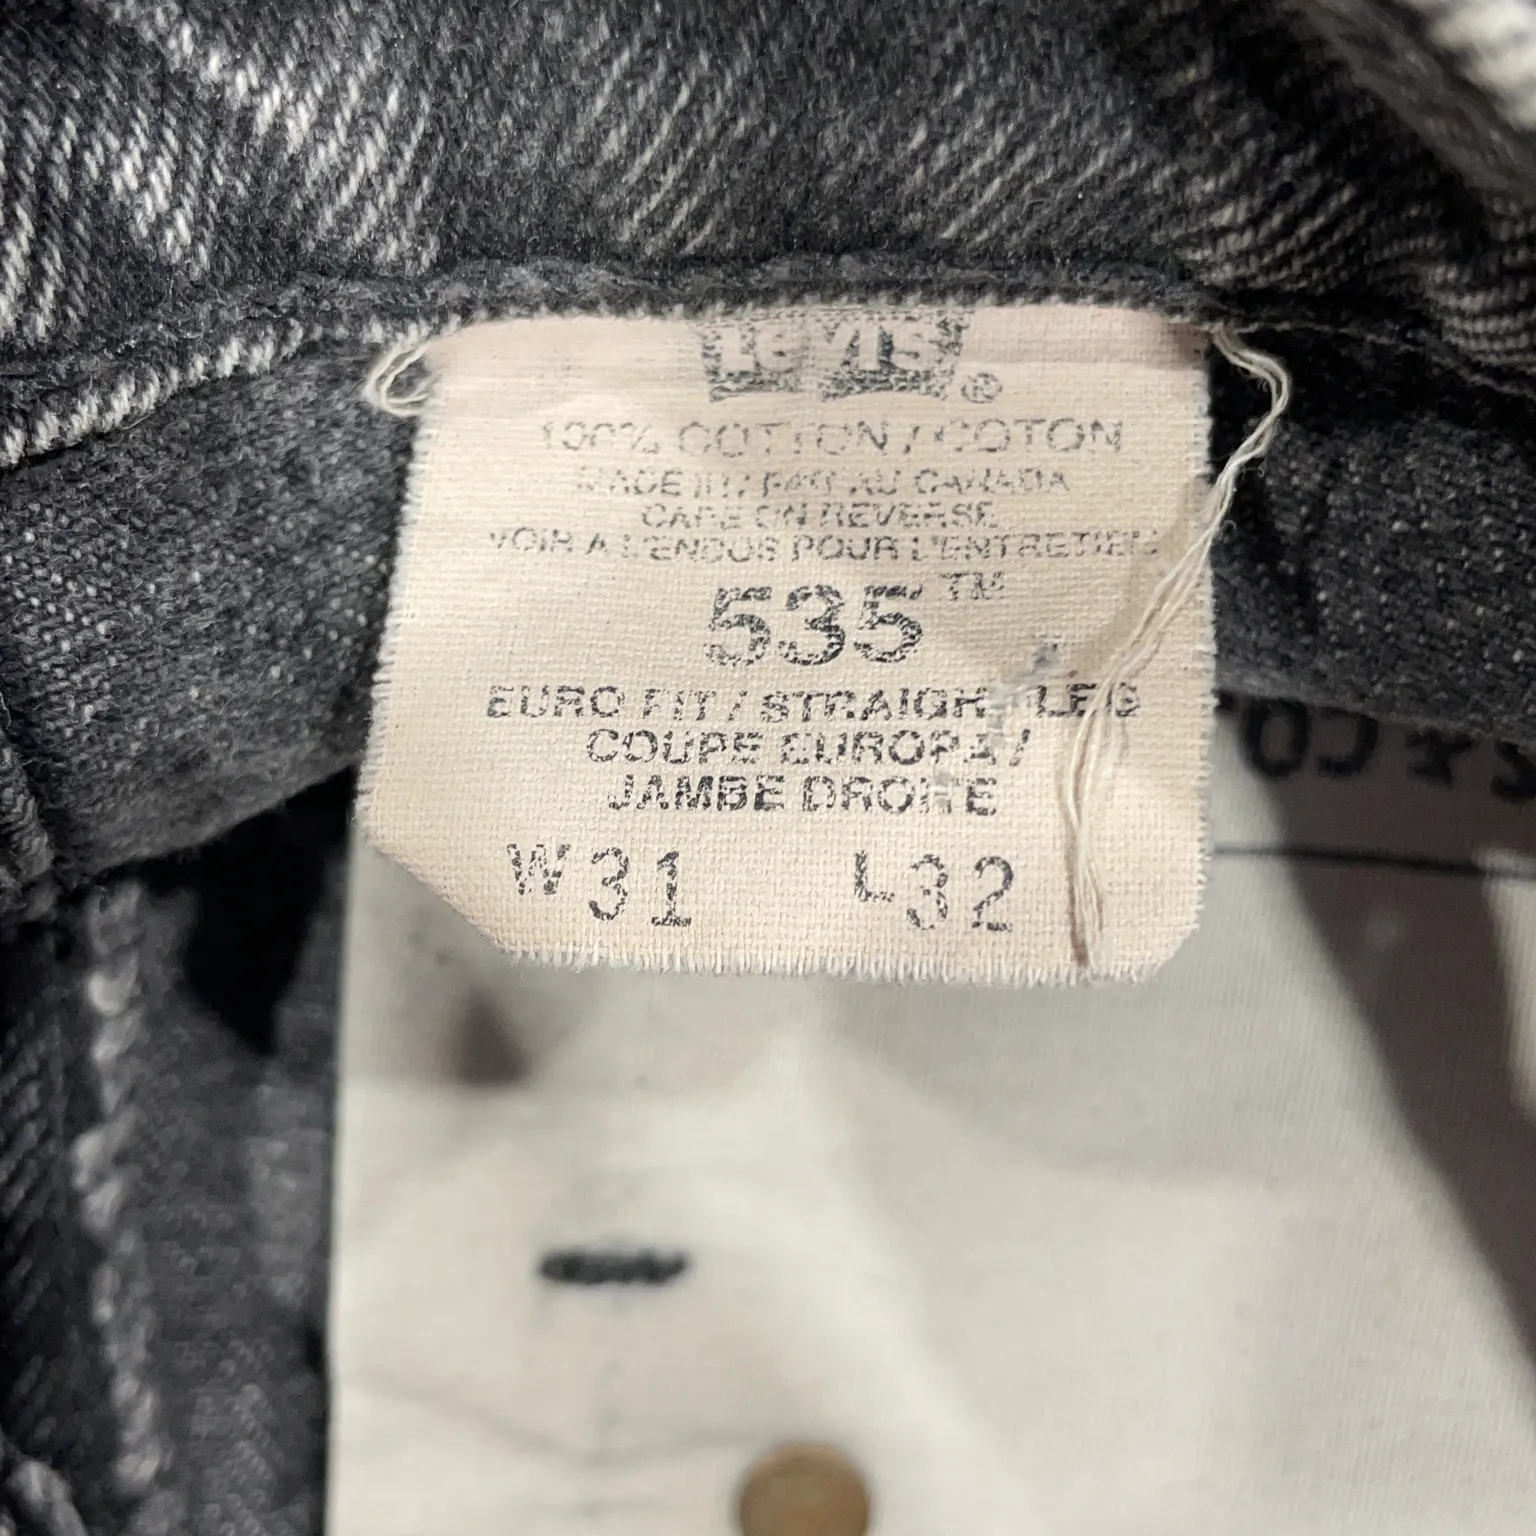 LEVI'S®
100% COTTON / COTON
MADE IN / FAIT AU CANADA
CARE ON REVERSE
VOIR A L'ENDOS POUR L'ENTRETIEN
535™
EURO FIT / STRAIGHT LEG
COUPE EUROPA /
JAMBE DROITE
W31 L32